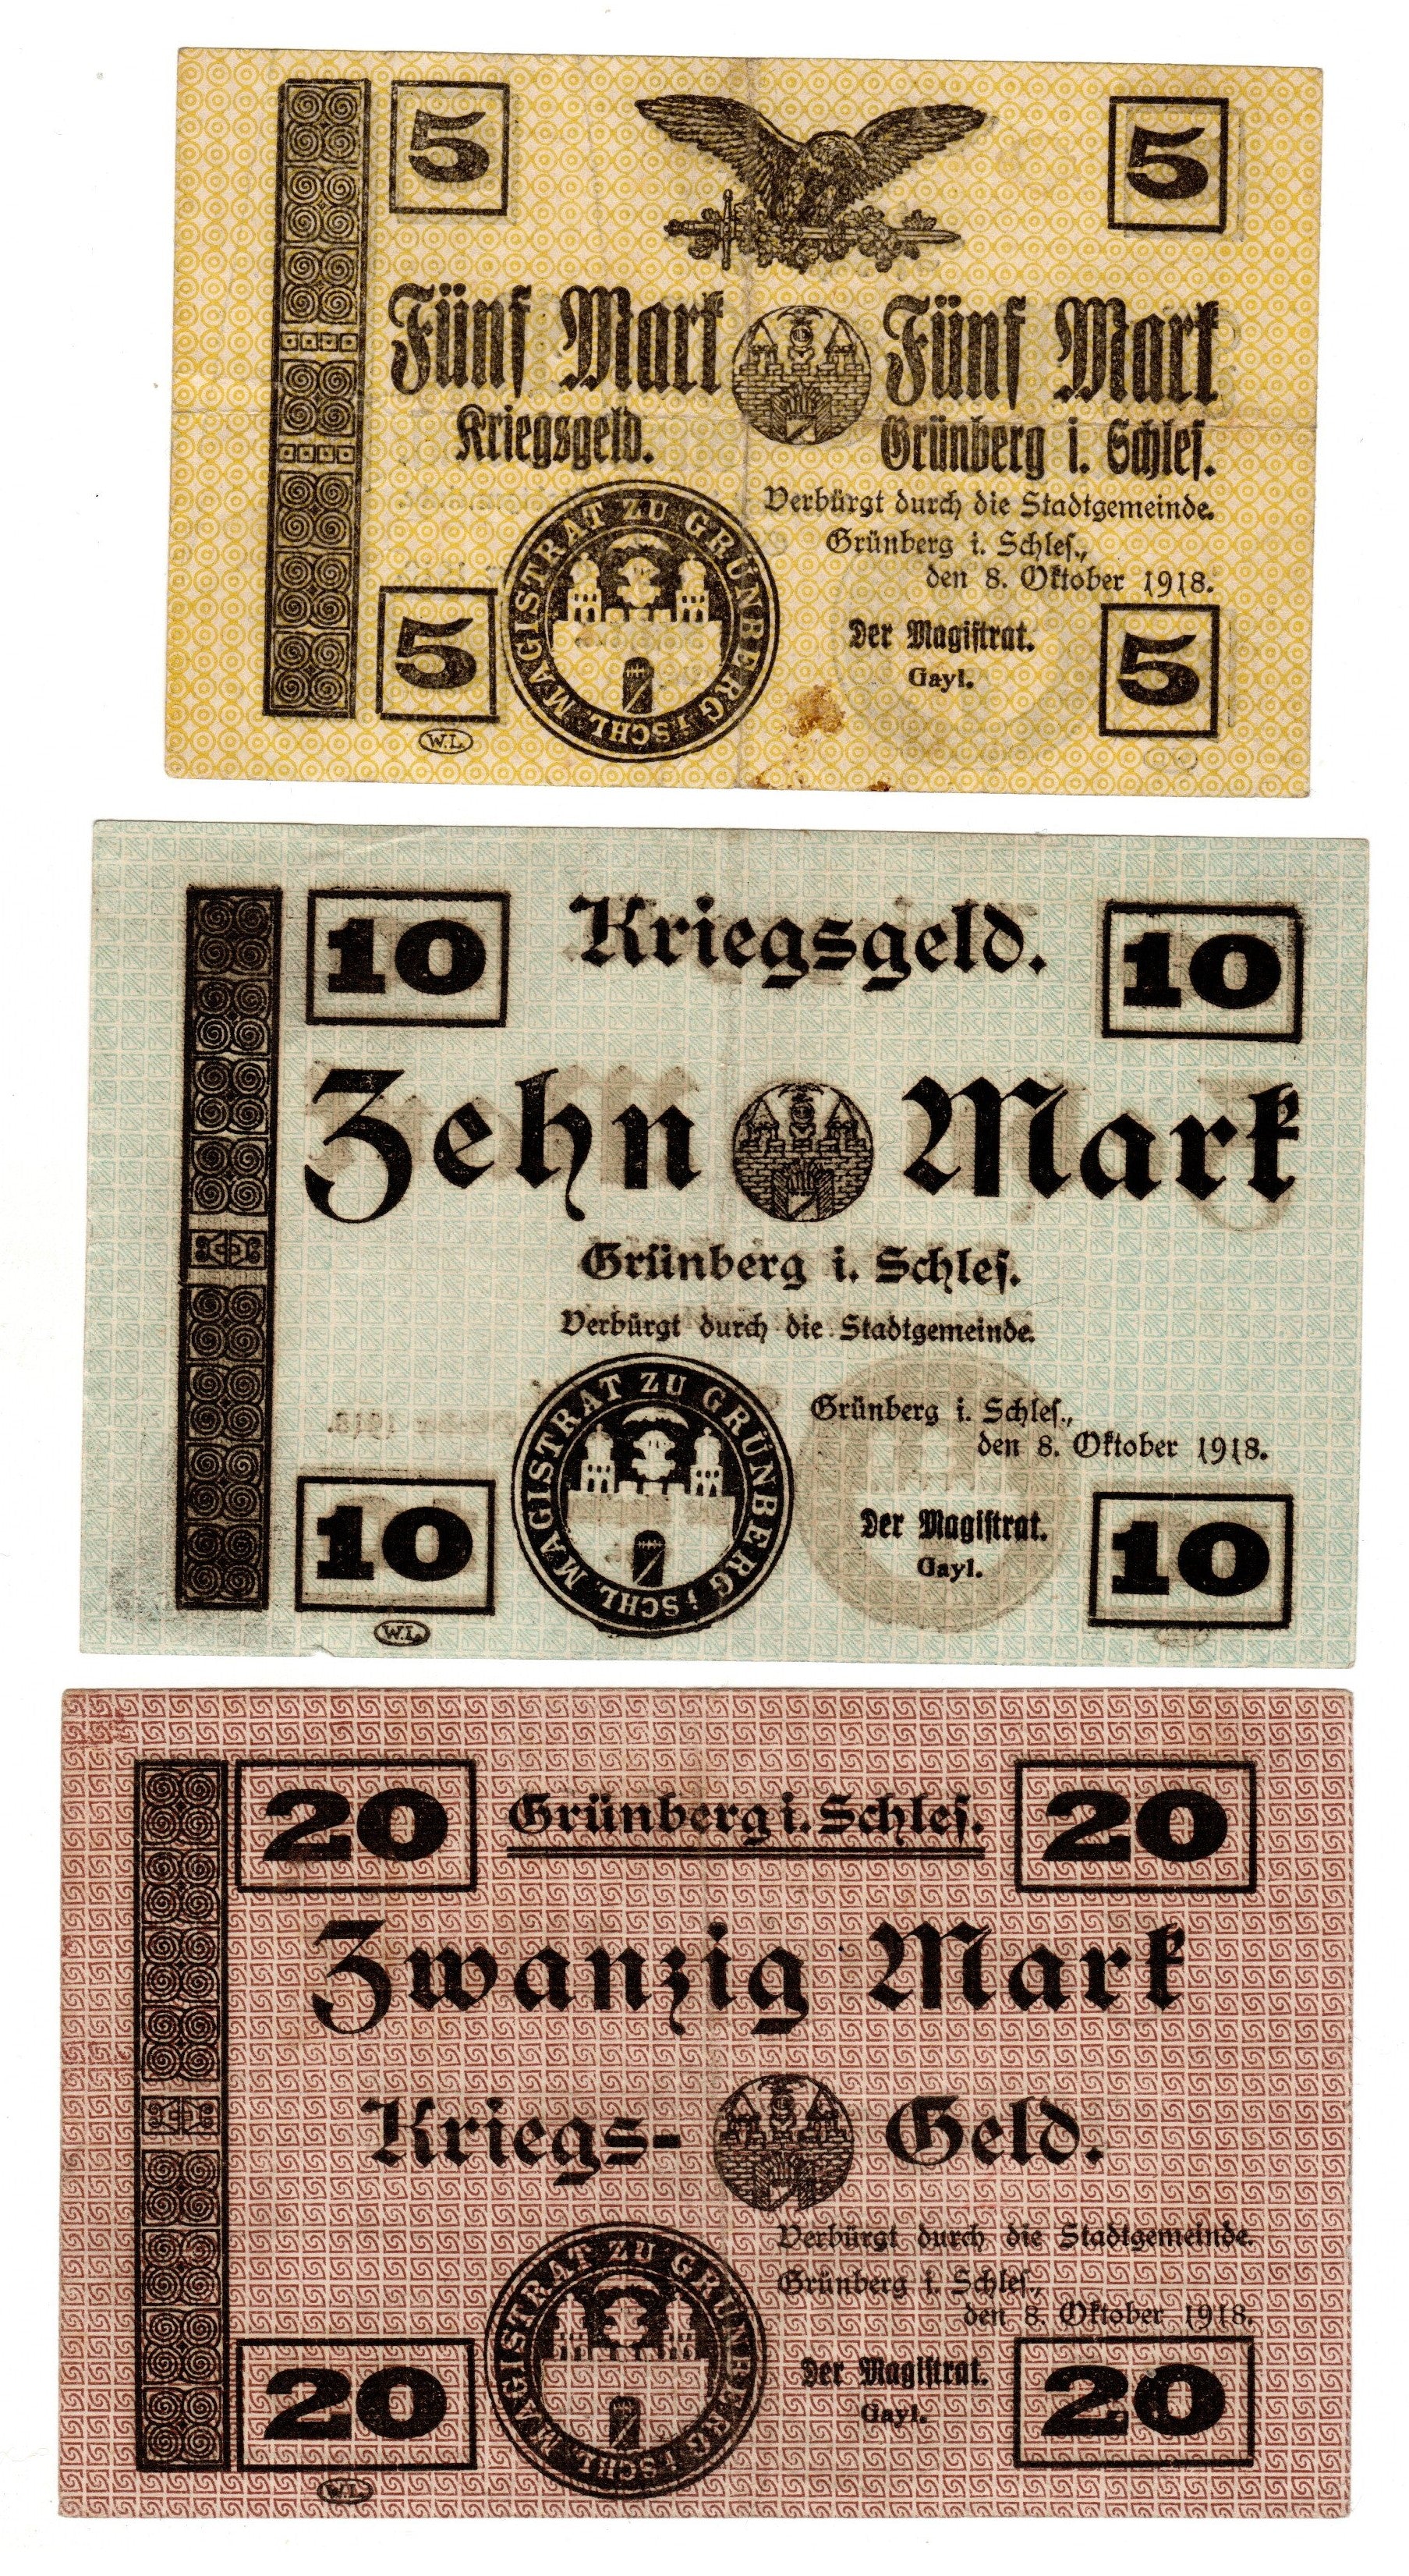 5 5
Fünf Mark Fünf Mark
Kriegsgeld. Grünberg i. Schles.
Verbürgt durch die Stadtgemeinde.
Grünberg i. Schles.,
den 8. Oktober 1918.
MAGISTRAT ZU GRÜNBERG i/SCHL.
Der Magistrat.
Gayl.
5 5
W.L.
10 Kriegsgeld. 10
Zehn Mark
Grünberg i. Schles.
Verbürgt durch die Stadtgemeinde.
Grünberg i. Schles.,
den 8. Oktober 1918.
MAGISTRAT ZU GRÜNBERG i/SCHL.
Der Magistrat.
Gayl.
10 10
W.L.
20 Grünberg i. Schles. 20
Zwanzig Mark
Kriegs- Geld.
Verbürgt durch die Stadtgemeinde.
Grünberg i. Schles.,
den 8. Oktober 1918.
MAGISTRAT ZU GRÜNBERG i/SCHL.
Der Magistrat.
Gayl.
20 20
W.L.